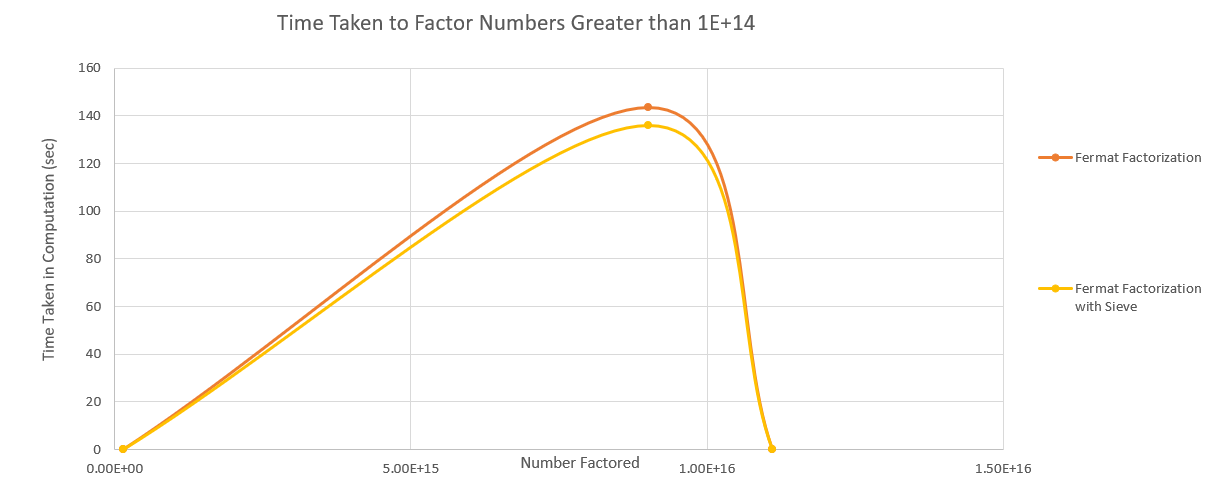 Time Taken to Factor Numbers Greater than 1E+14
160
140
120
100
80
60
40
20
0
Time Taken in Computation (sec)
0.00E+00
5.00E+15
1.00E+16
1.50E+16
Number Factored
Fermat Factorization
Fermat Factorization
with Sieve